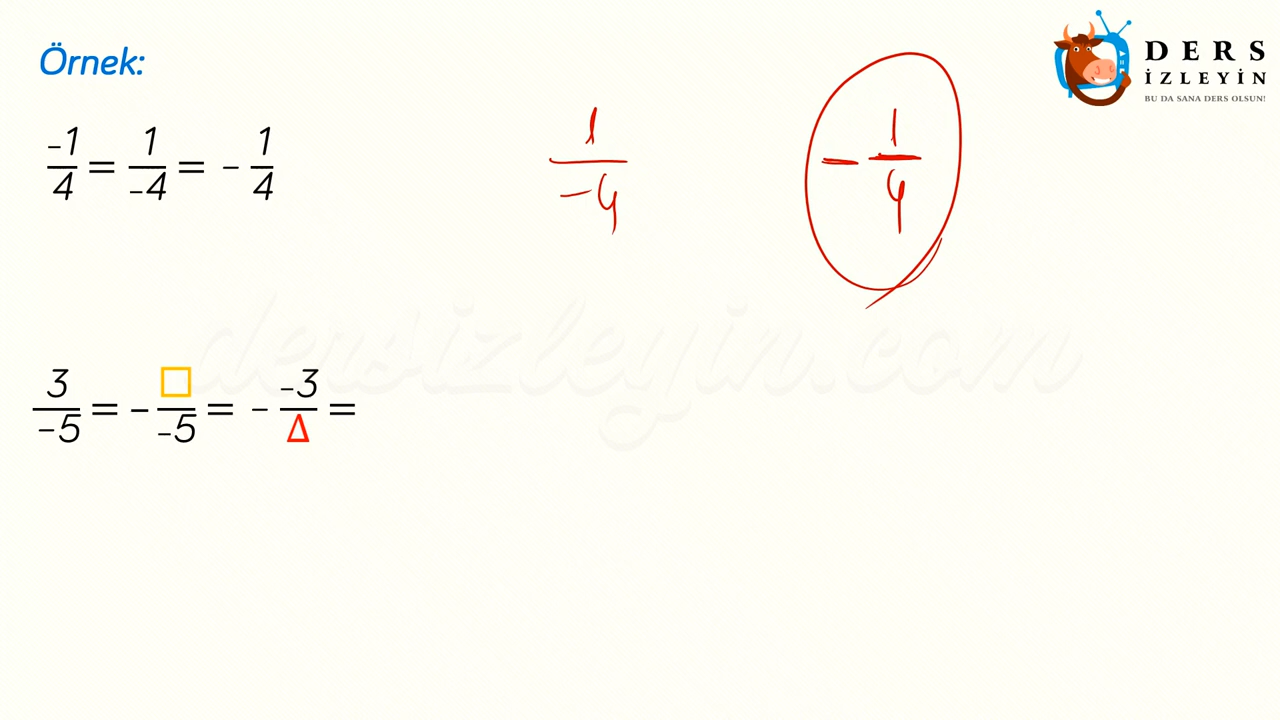 Örnek:
DERS
İZLEYİN
BU DA SANA DERS OLSUN!
-1/4 = 1/-4 = - 1/4
1/-4
- 1/4
dersizleyin.com
3/-5 = - □/-5 = - -3/Δ =